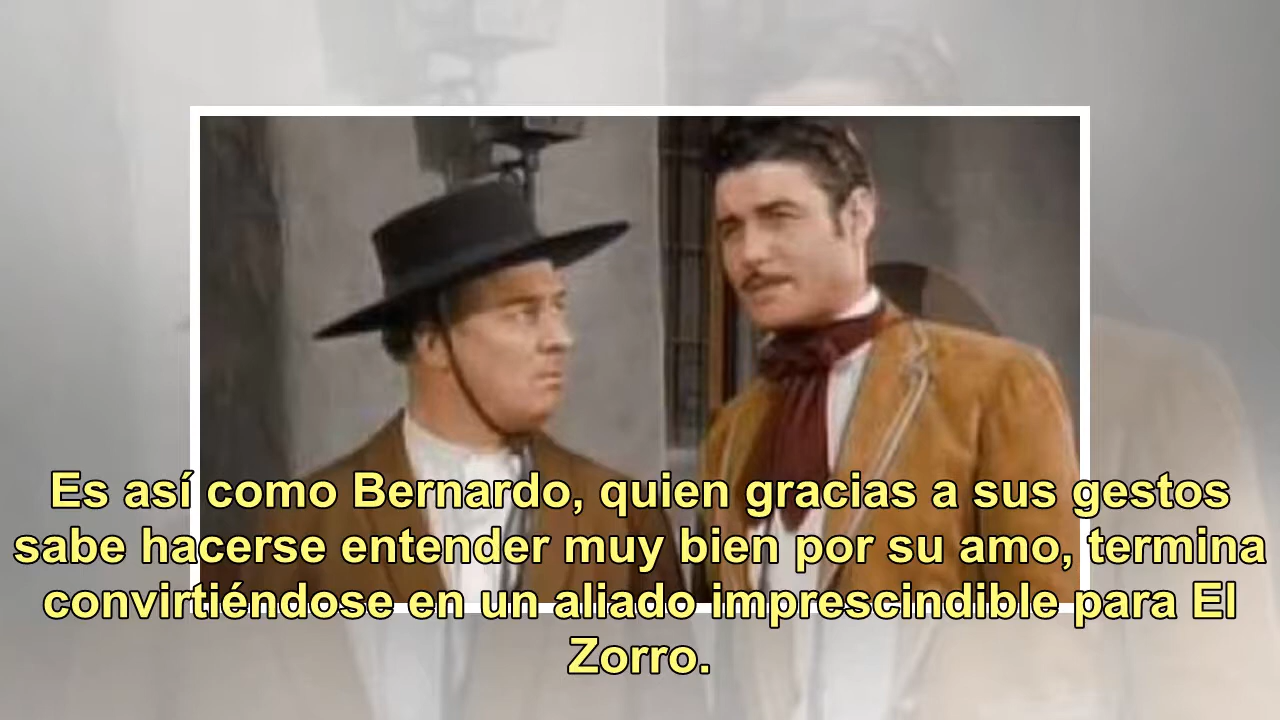 Es así como Bernardo, quien gracias a sus gestos
sabe hacerse entender muy bien por su amo, termina
convirtiéndose en un aliado imprescindible para El
Zorro.